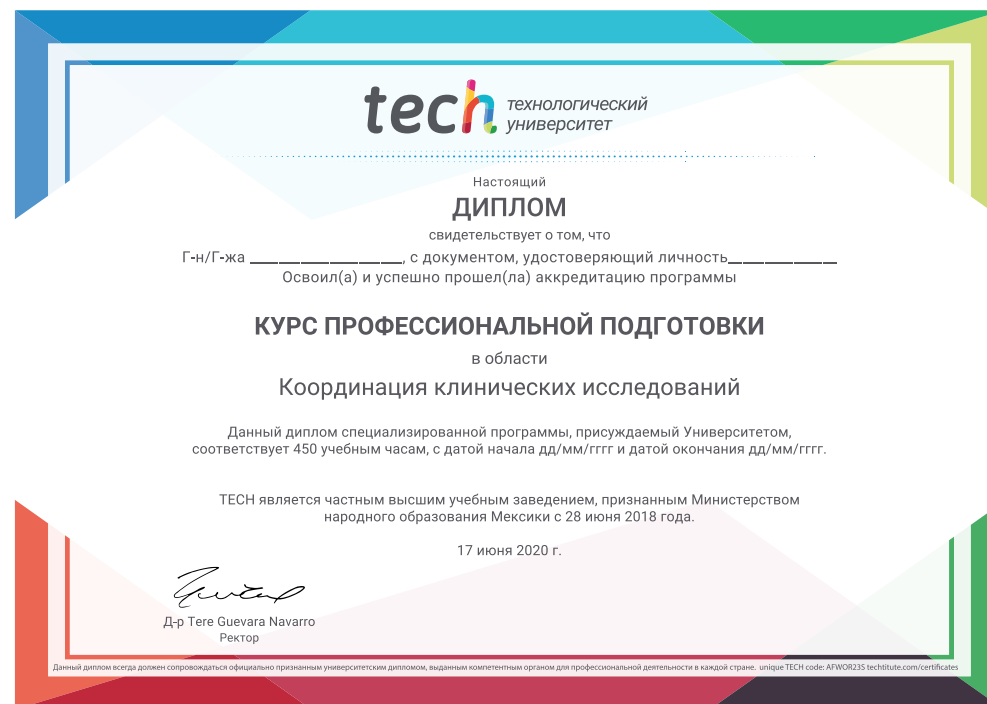 tech технологический
университет
Настоящий
ДИПЛОМ
свидетельствует о том, что
Г-н/Г-жа ____________________, с документом, удостоверяющий личность______________
Освоил(а) и успешно прошел(ла) аккредитацию программы
КУРС ПРОФЕССИОНАЛЬНОЙ ПОДГОТОВКИ
в области
Координация клинических исследований
Данный диплом специализированной программы, присуждаемый Университетом,
соответствует 450 учебным часам, с датой начала дд/мм/гггг и датой окончания дд/мм/гггг.
TECH является частным высшим учебным заведением, признанным Министерством
народного образования Мексики с 28 июня 2018 года.
17 июня 2020 г.
Д-р Tere Guevara Navarro
Ректор
Данный диплом всегда должен сопровождаться официально признанным университетским дипломом, выданным компетентным органом для профессиональной деятельности в каждой стране. unique TECH code: AFWOR23S techtitute.com/certificates